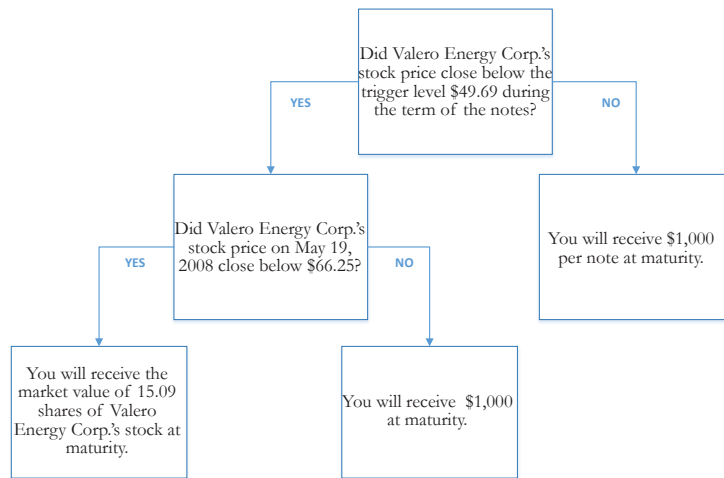 Did Valero Energy Corp.'s
stock price close below the
trigger level $49.69 during
the term of the notes?
YES
NO
Did Valero Energy Corp.'s
stock price on May 19,
2008 close below $66.25?
You will receive $1,000
per note at maturity.
YES
NO
You will receive the
market value of 15.09
shares of Valero
Energy Corp.'s stock at
maturity.
You will receive $1,000
at maturity.